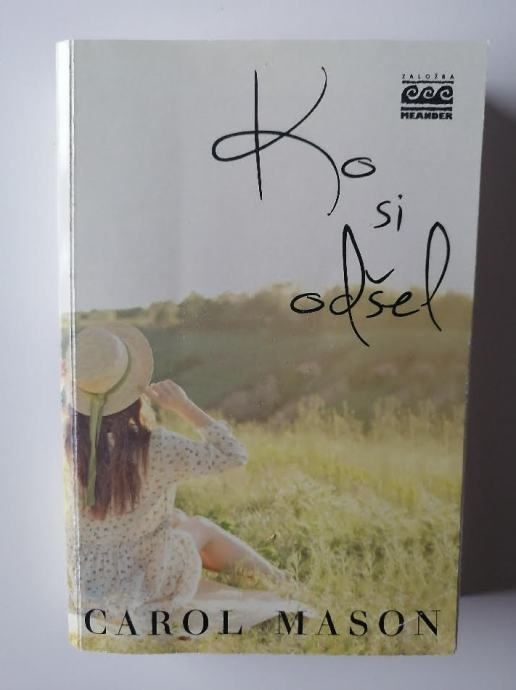 ZALOŽBA
MEANDER
Ko
si
odšel
CAROL MASON